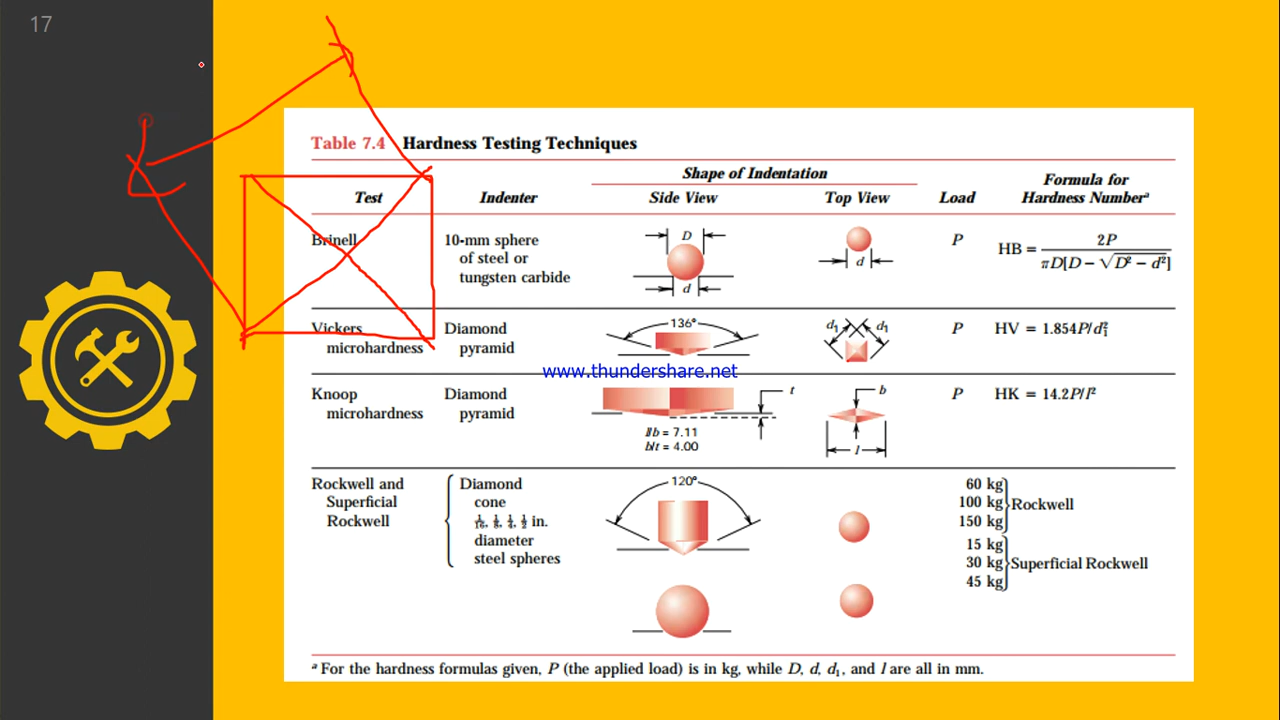 17
Table 7.4 Hardness Testing Techniques
Shape of Indentation
Test Indenter Side View Top View Load Formula for Hardness Numberᵃ
Brinell 10-mm sphere of steel or tungsten carbide D d d P HB = 2P / πD[D − √D² − d²]
Vickers microhardness Diamond pyramid 136° d₁ d₁ P HV = 1.854P/d₁²
www.thundershare.net
Knoop microhardness Diamond pyramid t b P HK = 14.2P/l²
l/b = 7.11
b/t = 4.00
l
Rockwell and Superficial Rockwell Diamond cone 120°
1/16, 1/8, 1/4, 1/2 in. diameter steel spheres
60 kg
100 kg Rockwell
150 kg
15 kg
30 kg Superficial Rockwell
45 kg
ᵃ For the hardness formulas given, P (the applied load) is in kg, while D, d, d₁, and l are all in mm.